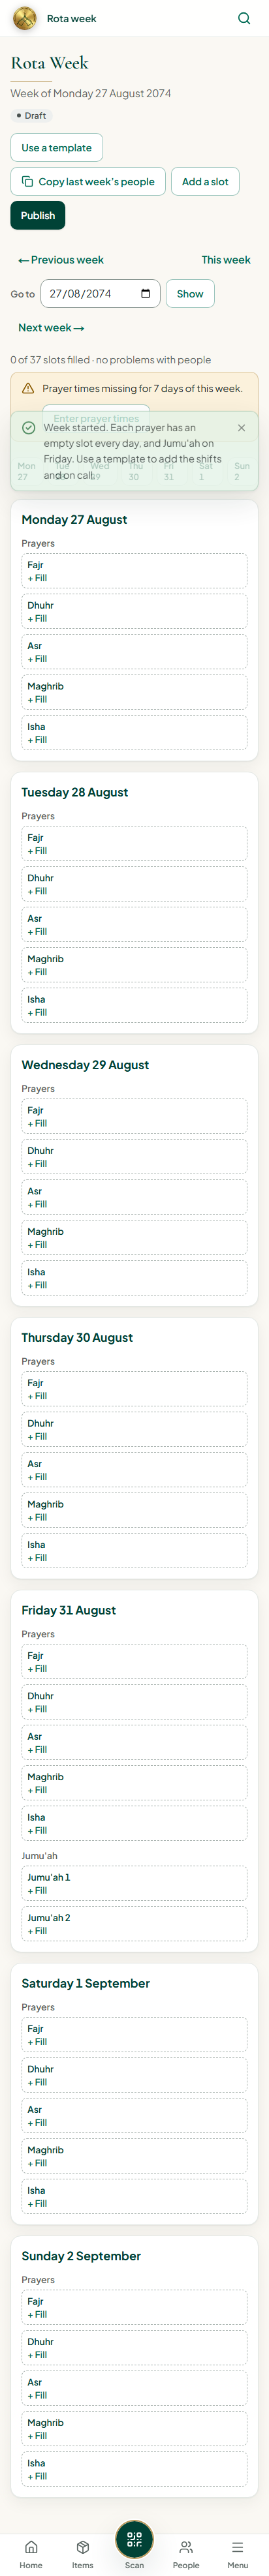 Rota week
Rota Week
Week of Monday 27 August 2074
Draft
Use a template
Copy last week's people
Add a slot
Publish
← Previous week
This week
Go to
27/08/2074
Show
Next week →
0 of 37 slots filled · no problems with people
Prayer times missing for 7 days of this week.
Enter prayer times
Week started. Each prayer has an
empty slot every day, and Jumu'ah on
Friday. Use a template to add the shifts
and on call.
Mon
27
Tue
28
Wed
29
Thu
30
Fri
31
Sat
1
Sun
2
Monday 27 August
Prayers
Fajr
+ Fill
Dhuhr
+ Fill
Asr
+ Fill
Maghrib
+ Fill
Isha
+ Fill
Tuesday 28 August
Prayers
Fajr
+ Fill
Dhuhr
+ Fill
Asr
+ Fill
Maghrib
+ Fill
Isha
+ Fill
Wednesday 29 August
Prayers
Fajr
+ Fill
Dhuhr
+ Fill
Asr
+ Fill
Maghrib
+ Fill
Isha
+ Fill
Thursday 30 August
Prayers
Fajr
+ Fill
Dhuhr
+ Fill
Asr
+ Fill
Maghrib
+ Fill
Isha
+ Fill
Friday 31 August
Prayers
Fajr
+ Fill
Dhuhr
+ Fill
Asr
+ Fill
Maghrib
+ Fill
Isha
+ Fill
Jumu'ah
Jumu'ah 1
+ Fill
Jumu'ah 2
+ Fill
Saturday 1 September
Prayers
Fajr
+ Fill
Dhuhr
+ Fill
Asr
+ Fill
Maghrib
+ Fill
Isha
+ Fill
Sunday 2 September
Prayers
Fajr
+ Fill
Dhuhr
+ Fill
Asr
+ Fill
Maghrib
+ Fill
Isha
+ Fill
Home
Items
Scan
People
Menu